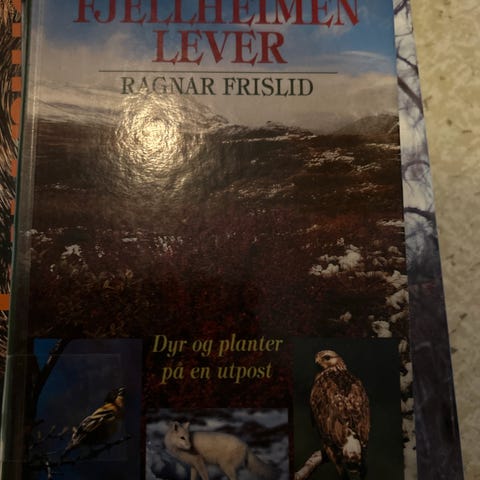 FJELLHEIMEN
LEVER
RAGNAR FRISLID
Dyr og planter
på en utpost